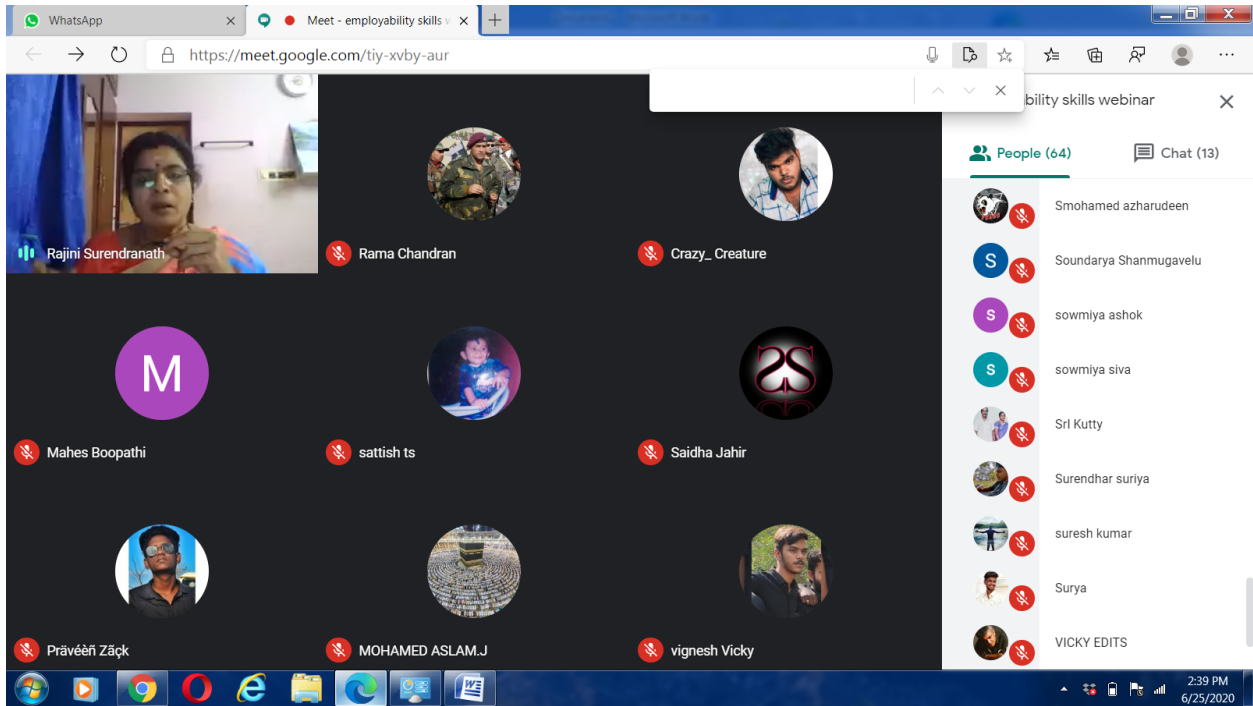 WhatsApp
Meet - employability skills w
https://meet.google.com/tiy-xvby-aur
bility skills webinar
People (64)
Chat (13)
Rajini Surendranath
Rama Chandran
Crazy_ Creature
Mahes Boopathi
sattish ts
Saidha Jahir
Prävéèñ Zãçk
MOHAMED ASLAM.J
vignesh Vicky
M
SS
Smohamed azharudeen
S
Soundarya Shanmugavelu
S
sowmiya ashok
S
sowmiya siva
Srl Kutty
Surendhar suriya
suresh kumar
Surya
VICKY EDITS
2:39 PM
6/25/2020